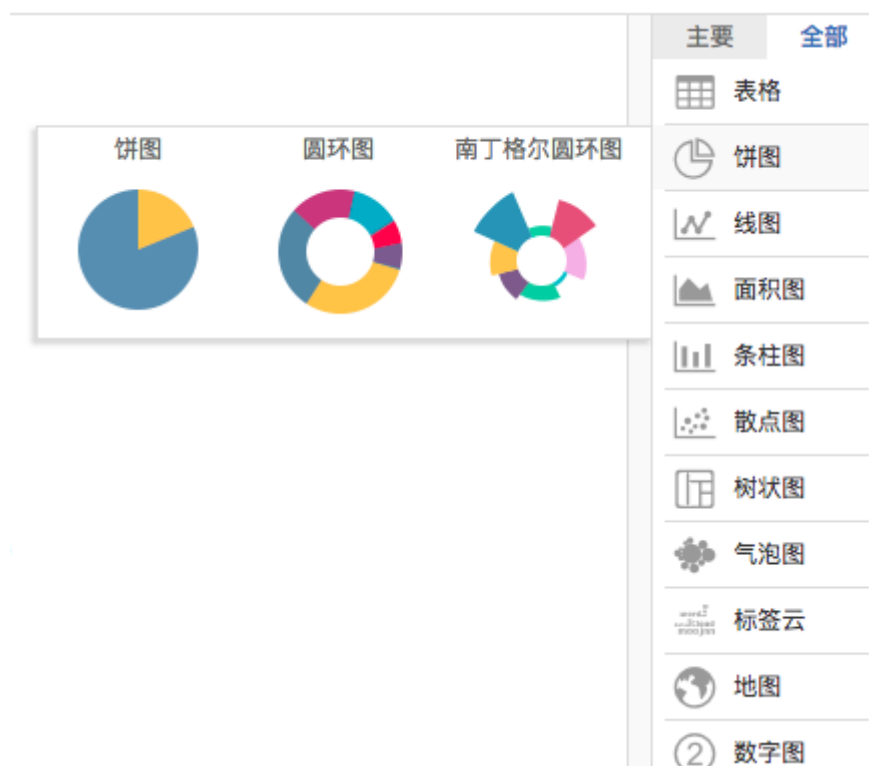 主要 全部
表格
饼图 圆环图 南丁格尔圆环图
饼图
线图
面积图
条柱图
散点图
树状图
气泡图
标签云
地图
2 数字图